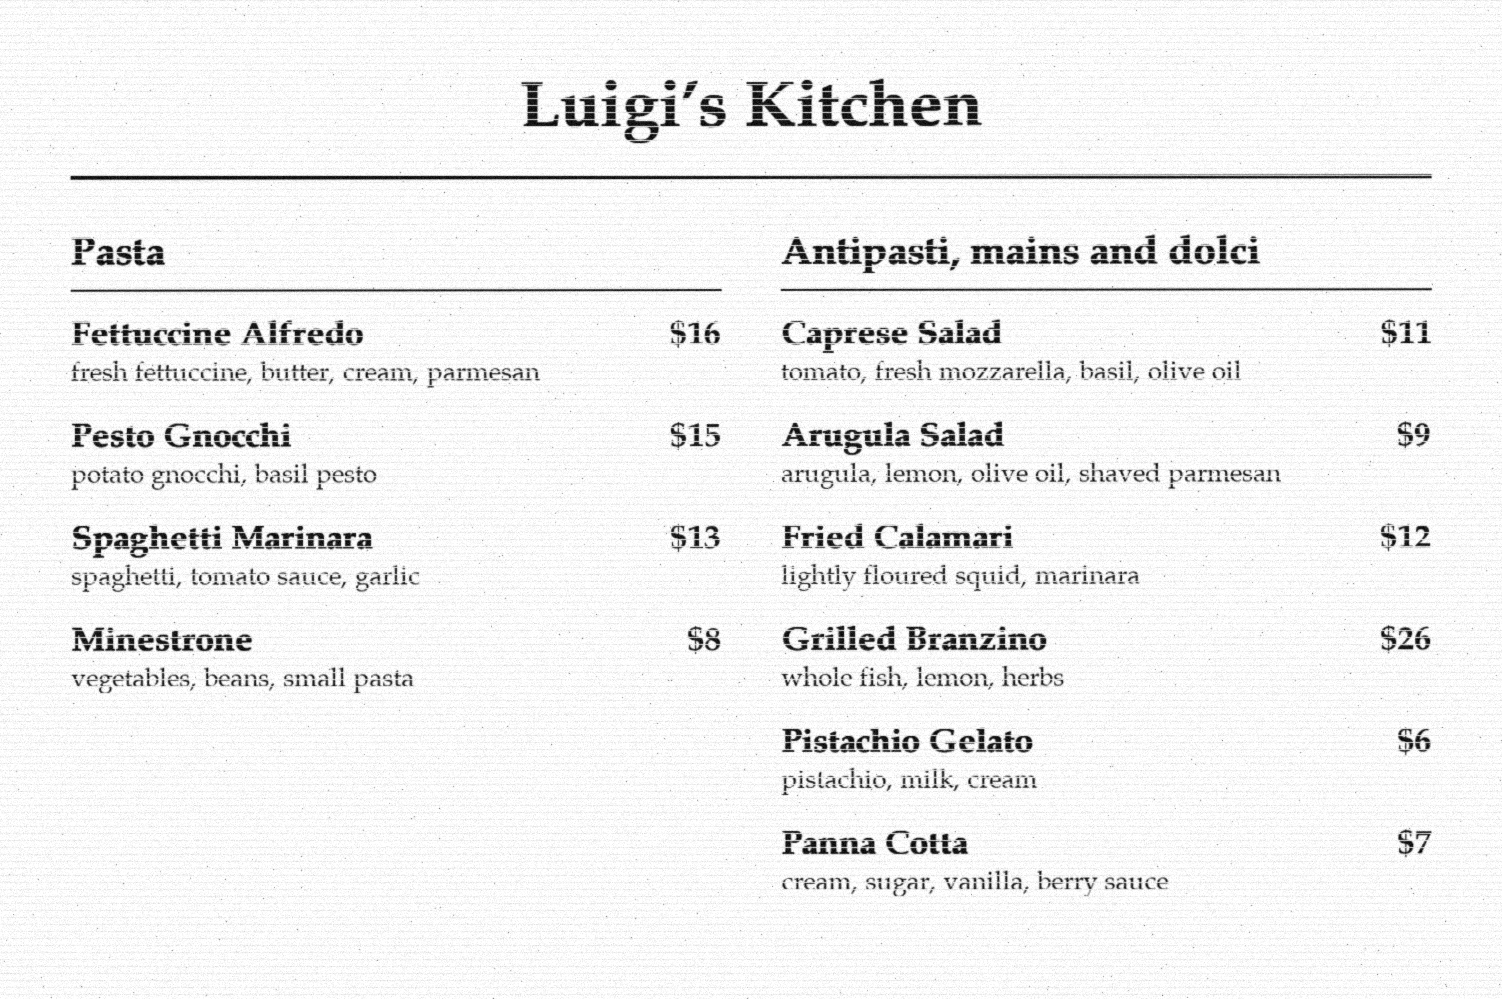 Luigi’s Kitchen
Pasta
Fettuccine Alfredo $16
fresh fettuccine, butter, cream, parmesan
Pesto Gnocchi $15
potato gnocchi, basil pesto
Spaghetti Marinara $13
spaghetti, tomato sauce, garlic
Minestrone $8
vegetables, beans, small pasta
Antipasti, mains and dolci
Caprese Salad $11
tomato, fresh mozzarella, basil, olive oil
Arugula Salad $9
arugula, lemon, olive oil, shaved parmesan
Fried Calamari $12
lightly floured squid, marinara
Grilled Branzino $26
whole fish, lemon, herbs
Pistachio Gelato $6
pistachio, milk, cream
Panna Cotta $7
cream, sugar, vanilla, berry sauce